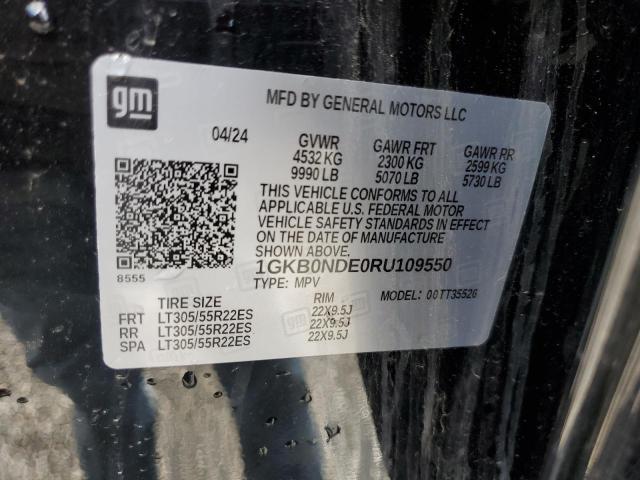 gm
MFD BY GENERAL MOTORS LLC
04/24 GVWR GAWR FRT GAWR RR
4532 KG 2300 KG 2599 KG
9990 LB 5070 LB 5730 LB
THIS VEHICLE CONFORMS TO ALL
APPLICABLE U.S. FEDERAL MOTOR
VEHICLE SAFETY STANDARDS IN EFFECT
ON THE DATE OF MANUFACTURE
SHOWN ABOVE.
1GKB0NDE0RU109550
8555
TYPE: MPV MODEL: 00TT35526
TIRE SIZE RIM
FRT LT305/55R22ES 22X9.5J
RR LT305/55R22ES 22X9.5J
SPA LT305/55R22ES 22X9.5J